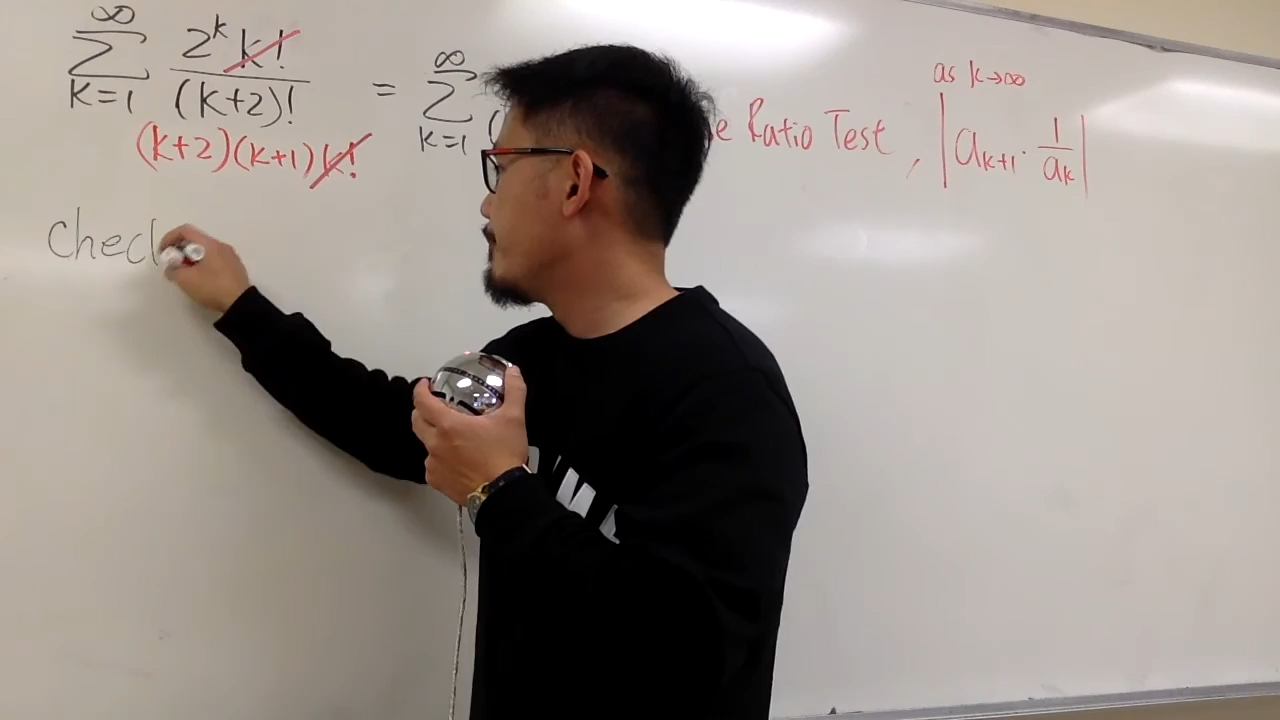 ∞ ∑ k=1 2^k k! / (k+2)! = ∞ ∑ k=1 (
(k+2)(k+1)k!
Ratio Test, as k→∞ |a_{k+1} · 1/a_k|
Chec